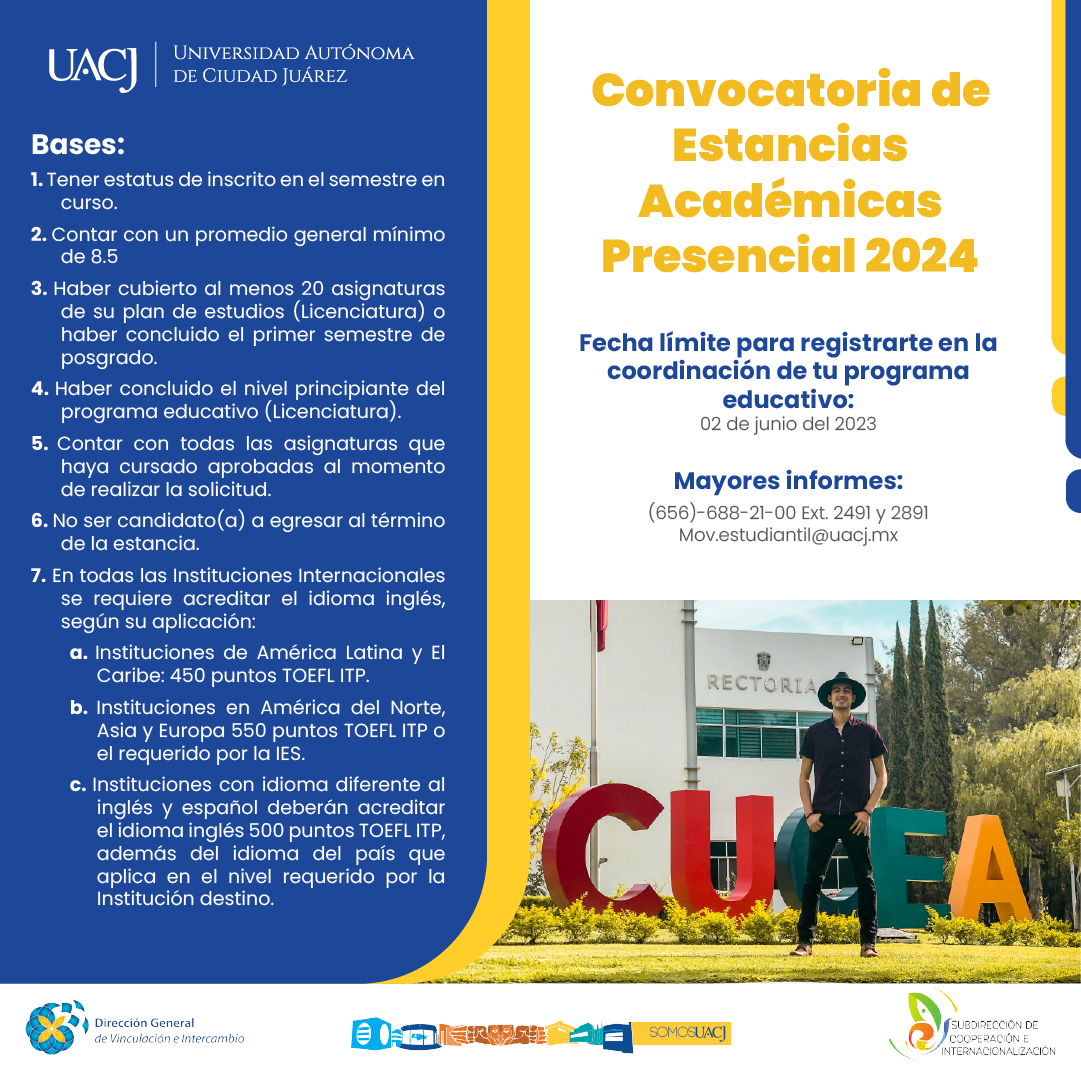 UACJ
UNIVERSIDAD AUTÓNOMA
DE CIUDAD JUÁREZ
Bases:
1. Tener estatus de inscrito en el semestre en
curso.
2. Contar con un promedio general mínimo
de 8.5
3. Haber cubierto al menos 20 asignaturas
de su plan de estudios (Licenciatura) o
haber concluido el primer semestre de
posgrado.
4. Haber concluido el nivel principiante del
programa educativo (Licenciatura).
5. Contar con todas las asignaturas que
haya cursado aprobadas al momento
de realizar la solicitud.
6. No ser candidato(a) a egresar al término
de la estancia.
7. En todas las Instituciones Internacionales
se requiere acreditar el idioma inglés,
según su aplicación:
a. Instituciones de América Latina y El
Caribe: 450 puntos TOEFL ITP.
b. Instituciones en América del Norte,
Asia y Europa 550 puntos TOEFL ITP o
el requerido por la IES.
c. Instituciones con idioma diferente al
inglés y español deberán acreditar
el idioma inglés 500 puntos TOEFL ITP,
además del idioma del país que
aplica en el nivel requerido por la
Institución destino.
Convocatoria de
Estancias
Académicas
Presencial 2024
Fecha límite para registrarte en la
coordinación de tu programa
educativo:
02 de junio del 2023
Mayores informes:
(656)-688-21-00 Ext. 2491 y 2891
Mov.estudiantil@uacj.mx
RECTORIA
CUCEA
Dirección General
de Vinculación e Intercambio
SOMOSUACJ
SUBDIRECCIÓN DE
COOPERACIÓN E
INTERNACIONALIZACIÓN